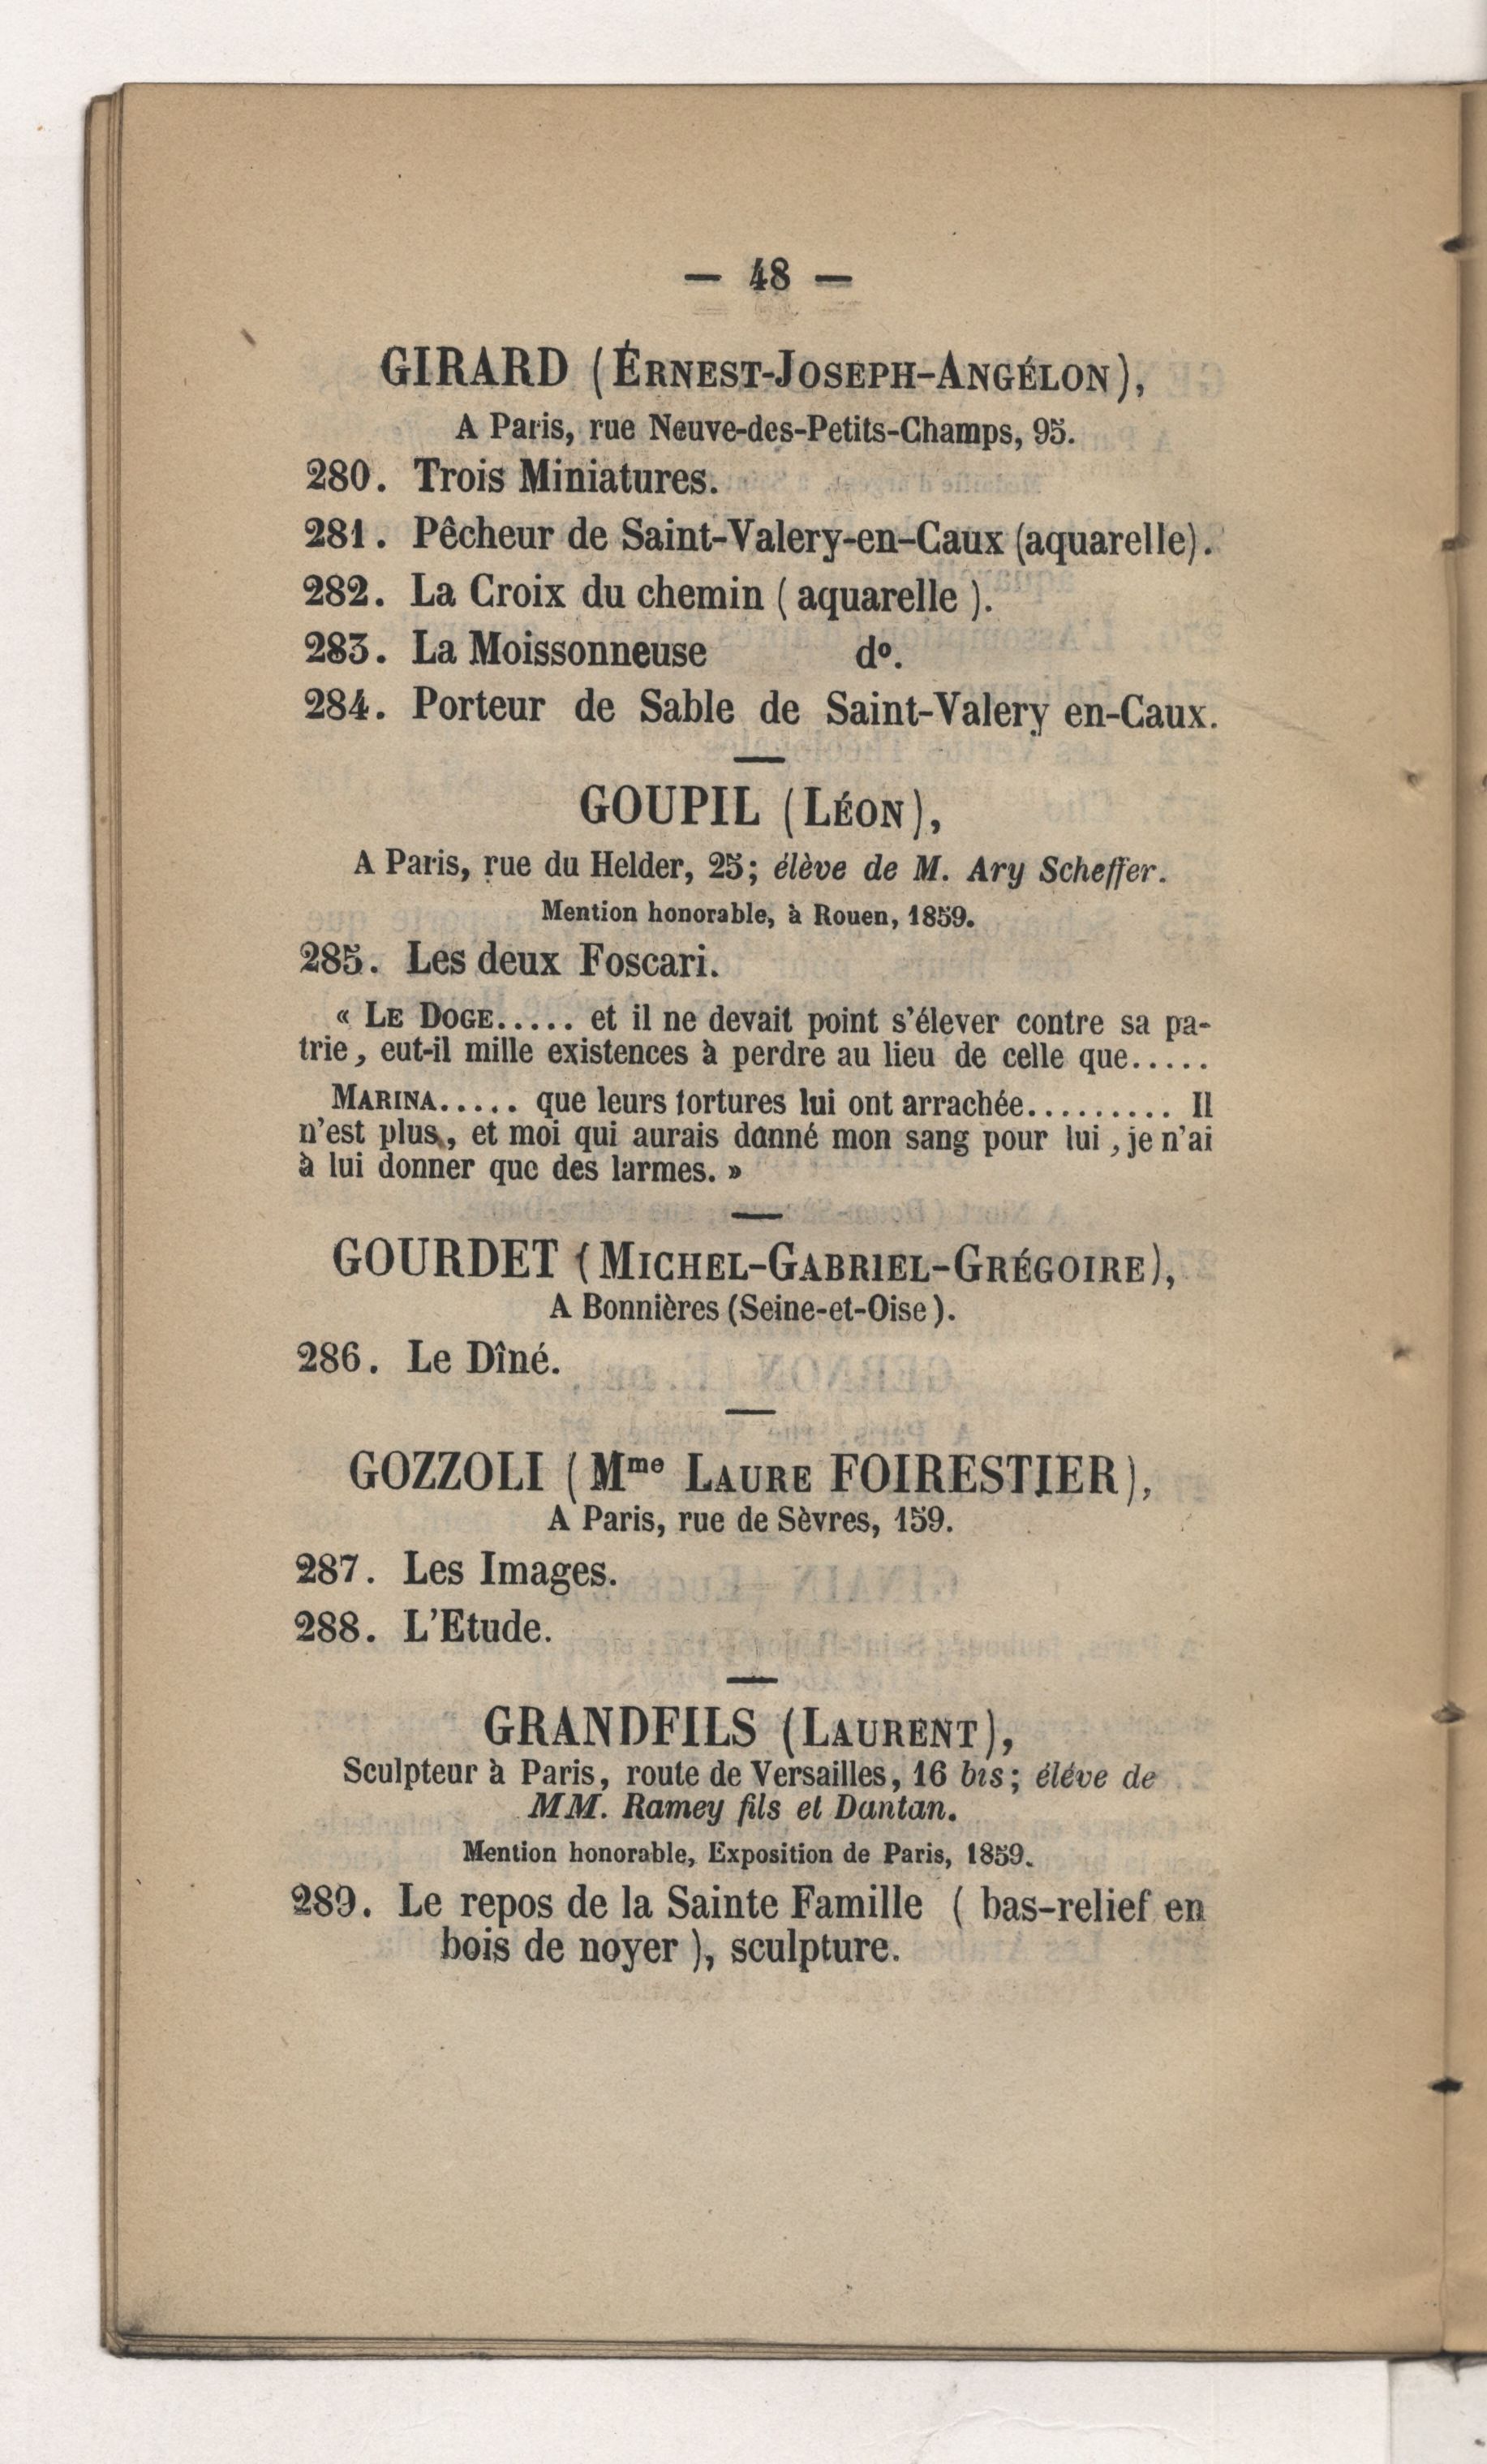 — 48 —
GIRARD (ÉRNEST-JOSEPH-ANGÉLON),
A Paris, rue Neuve-des-Petits-Champs, 95.
280. Trois Miniatures.
281. Pêcheur de Saint-Valery-en-Caux (aquarelle).
282. La Croix du chemin ( aquarelle ).
283. La Moissonneuse dº.
284. Porteur de Sable de Saint-Valery en-Caux.
GOUPIL (LÉON),
A Paris, rue du Helder, 25; élève de M. Ary Scheffer.
Mention honorable, à Rouen, 1859.
285. Les deux Foscari.
« LE DOGE..... et il ne devait point s'élever contre sa pa-
trie, eut-il mille existences à perdre au lieu de celle que.....
MARINA..... que leurs tortures lui ont arrachée......... Il
n'est plus, et moi qui aurais donné mon sang pour lui, je n'ai
à lui donner que des larmes. »
GOURDET (MICHEL-GABRIEL-GRÉGOIRE),
A Bonnières (Seine-et-Oise).
286. Le Dîné.
GOZZOLI (Mme LAURE FOIRESTIER),
A Paris, rue de Sèvres, 159.
287. Les Images.
288. L'Etude.
GRANDFILS (LAURENT),
Sculpteur à Paris, route de Versailles, 16 bis; éléve de
MM. Ramey fils et Dantan.
Mention honorable, Exposition de Paris, 1859.
289. Le repos de la Sainte Famille ( bas-relief en
bois de noyer ), sculpture.